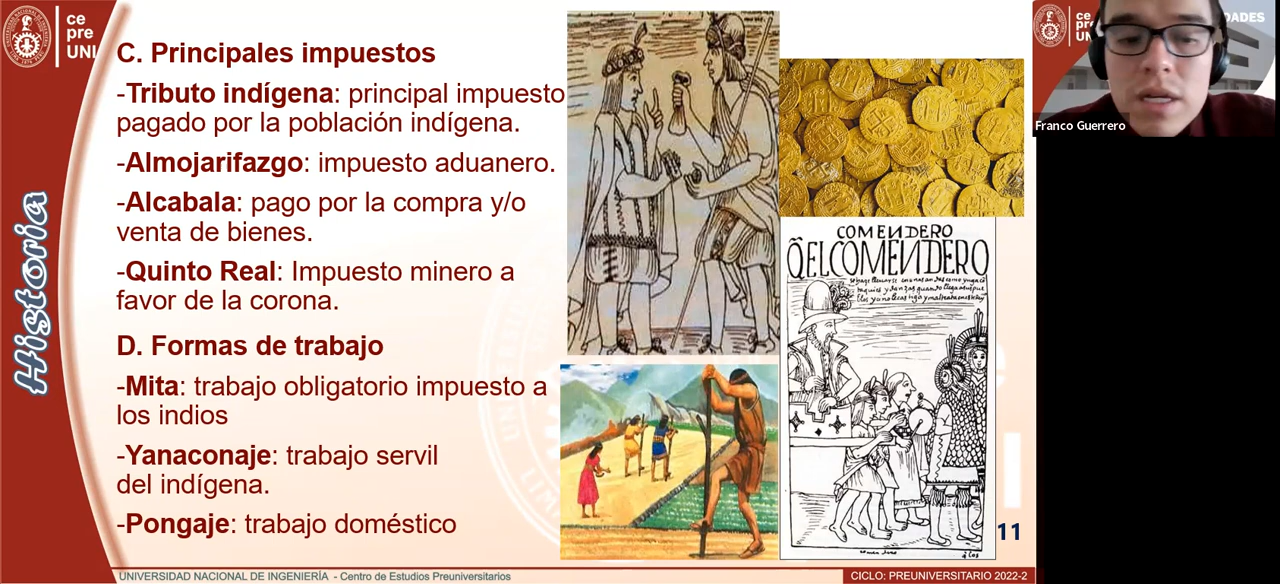 ce
pre
UNI
Historia
C. Principales impuestos
-Tributo indígena: principal impuesto
pagado por la población indígena.
-Almojarifazgo: impuesto aduanero.
-Alcabala: pago por la compra y/o
venta de bienes.
-Quinto Real: Impuesto minero a
favor de la corona.
D. Formas de trabajo
-Mita: trabajo obligatorio impuesto a
los indios
-Yanaconaje: trabajo servil
del indígena.
-Pongaje: trabajo doméstico
COMENDERO
Q̃ELCOMENDERO
11
UNIVERSIDAD NACIONAL DE INGENIERÍA - Centro de Estudios Preuniversitarios
CICLO: PREUNIVERSITARIO 2022-2
ce
pre
DADES
Franco Guerrero